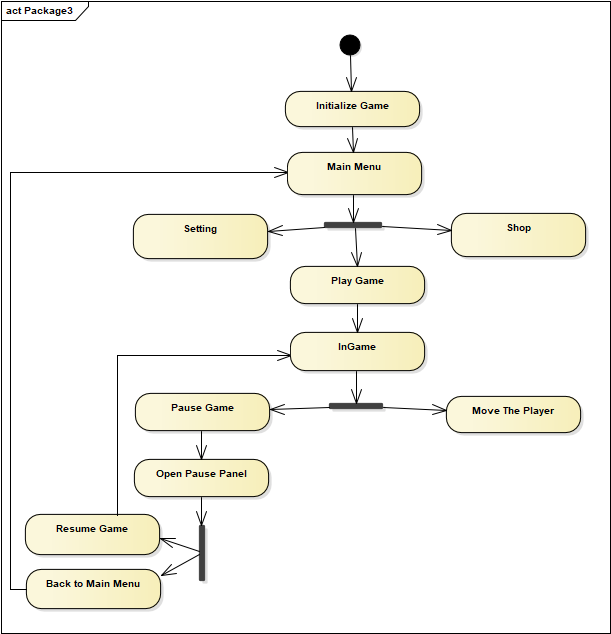 act Package3
Initialize Game
Main Menu
Setting
Shop
Play Game
InGame
Pause Game
Move The Player
Open Pause Panel
Resume Game
Back to Main Menu